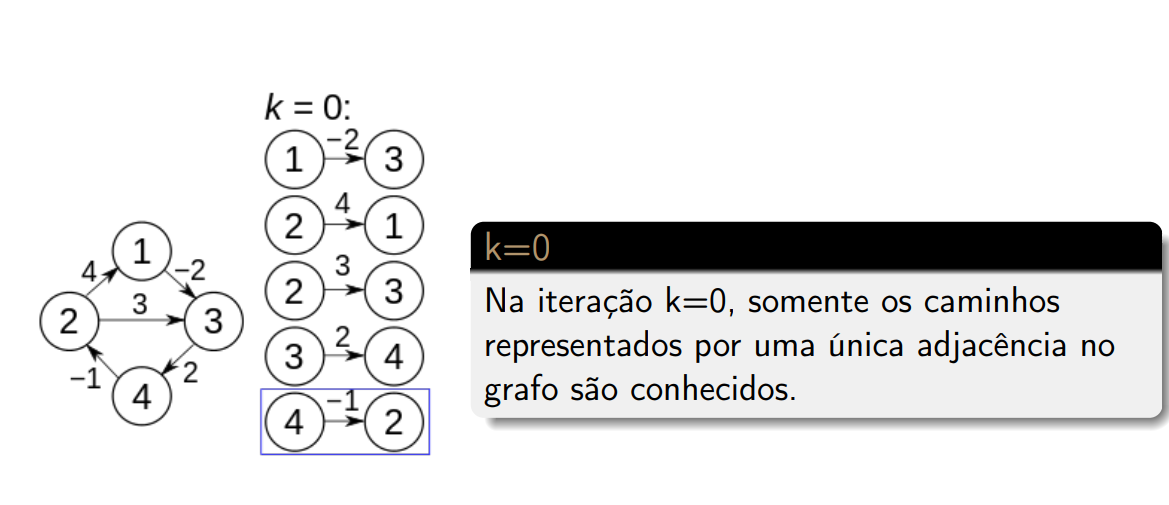 k = 0:
1 −2 3
2 4 1
2 3 3
3 2 4
4 −1 2
1
4 −2
3
2 3
−1 2
4
k=0
Na iteração k=0, somente os caminhos
representados por uma única adjacência no
grafo são conhecidos.